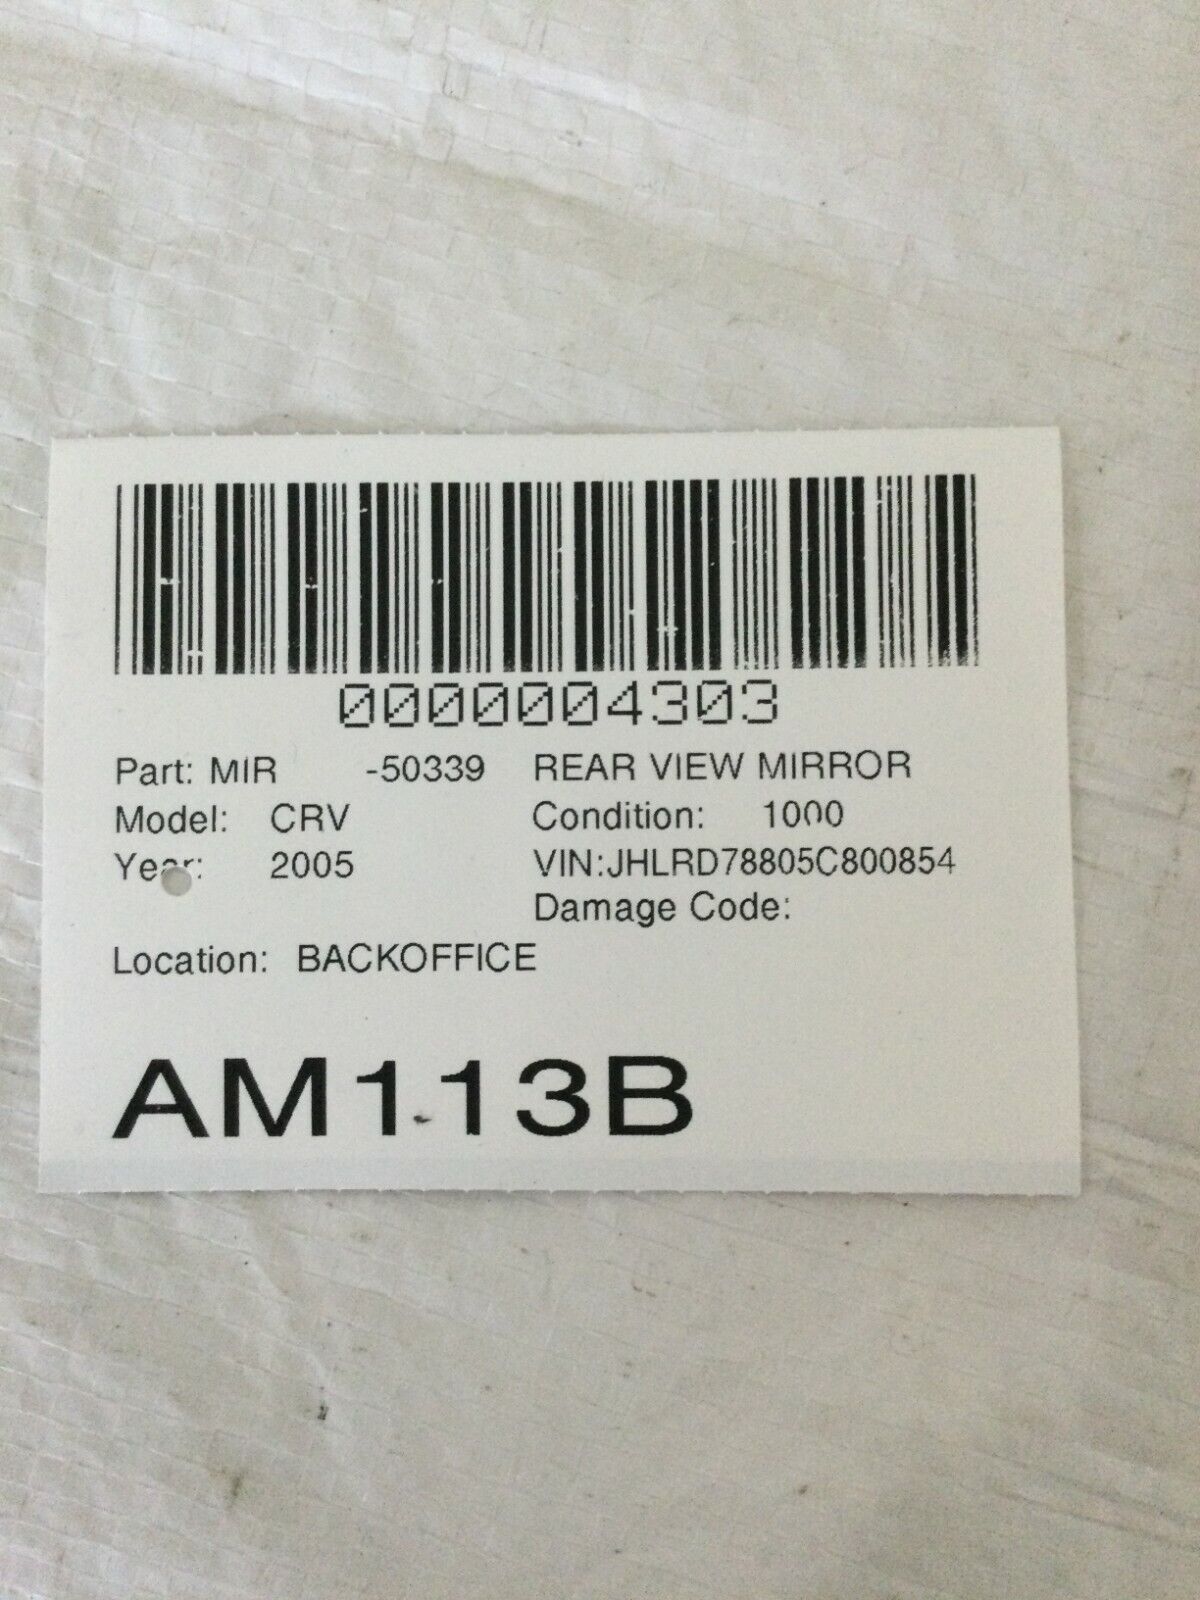 0000004303
Part: MIR -50339 REAR VIEW MIRROR
Model: CRV Condition: 1000
Year: 2005 VIN:JHLRD78805C800854
Damage Code:
Location: BACKOFFICE
AM113B